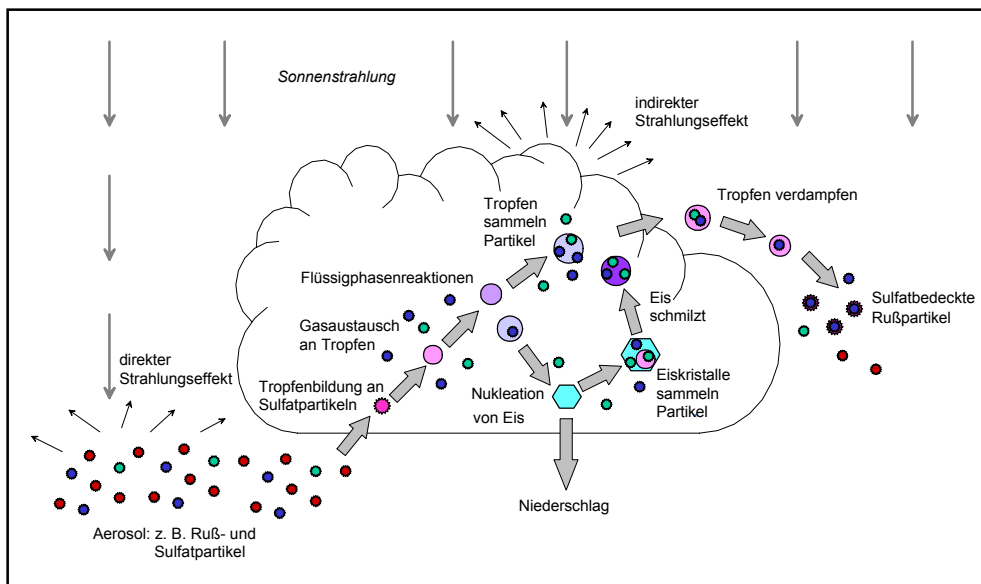 Sonnenstrahlung
indirekter
Strahlungseffekt
Tropfen
sammeln
Partikel
Tropfen verdampfen
Flüssigphasenreaktionen
Eis
schmilzt
Sulfatbedeckte
Rußpartikel
Gasaustausch
an Tropfen
direkter
Strahlungseffekt
Tropfenbildung an
Sulfatpartikeln
Nukleation
von Eis
Eiskristalle
sammeln
Partikel
Niederschlag
Aerosol: z. B. Ruß- und
Sulfatpartikel